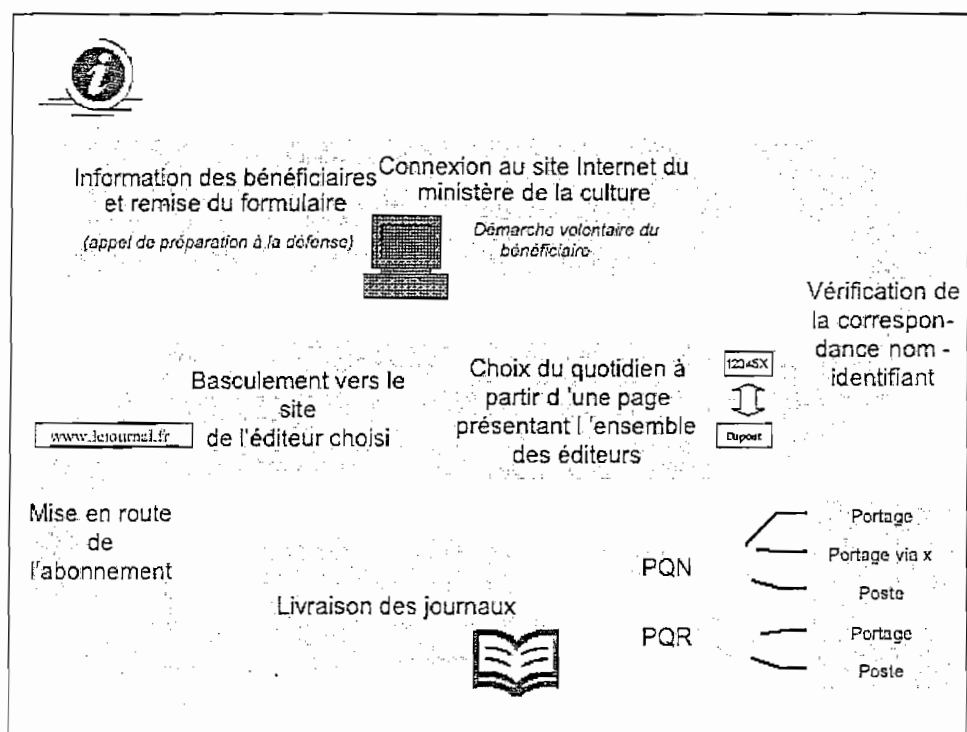 i
Information des bénéficiaires
et remise du formulaire
(appel de préparation à la défense)
Connexion au site Internet du
ministère de la culture
Démarche volontaire du
bénéficiaire
Vérification de
la correspon-
dance nom -
identifiant
12345X
Dupont
Choix du quotidien à
partir d 'une page
présentant l 'ensemble
des éditeurs
Basculement vers le
site
de l'éditeur choisi
www.lejournal.fr
Mise en route
de
l'abonnement
Livraison des journaux
PQN
Portage
Portage via x
Poste
PQR
Portage
Poste